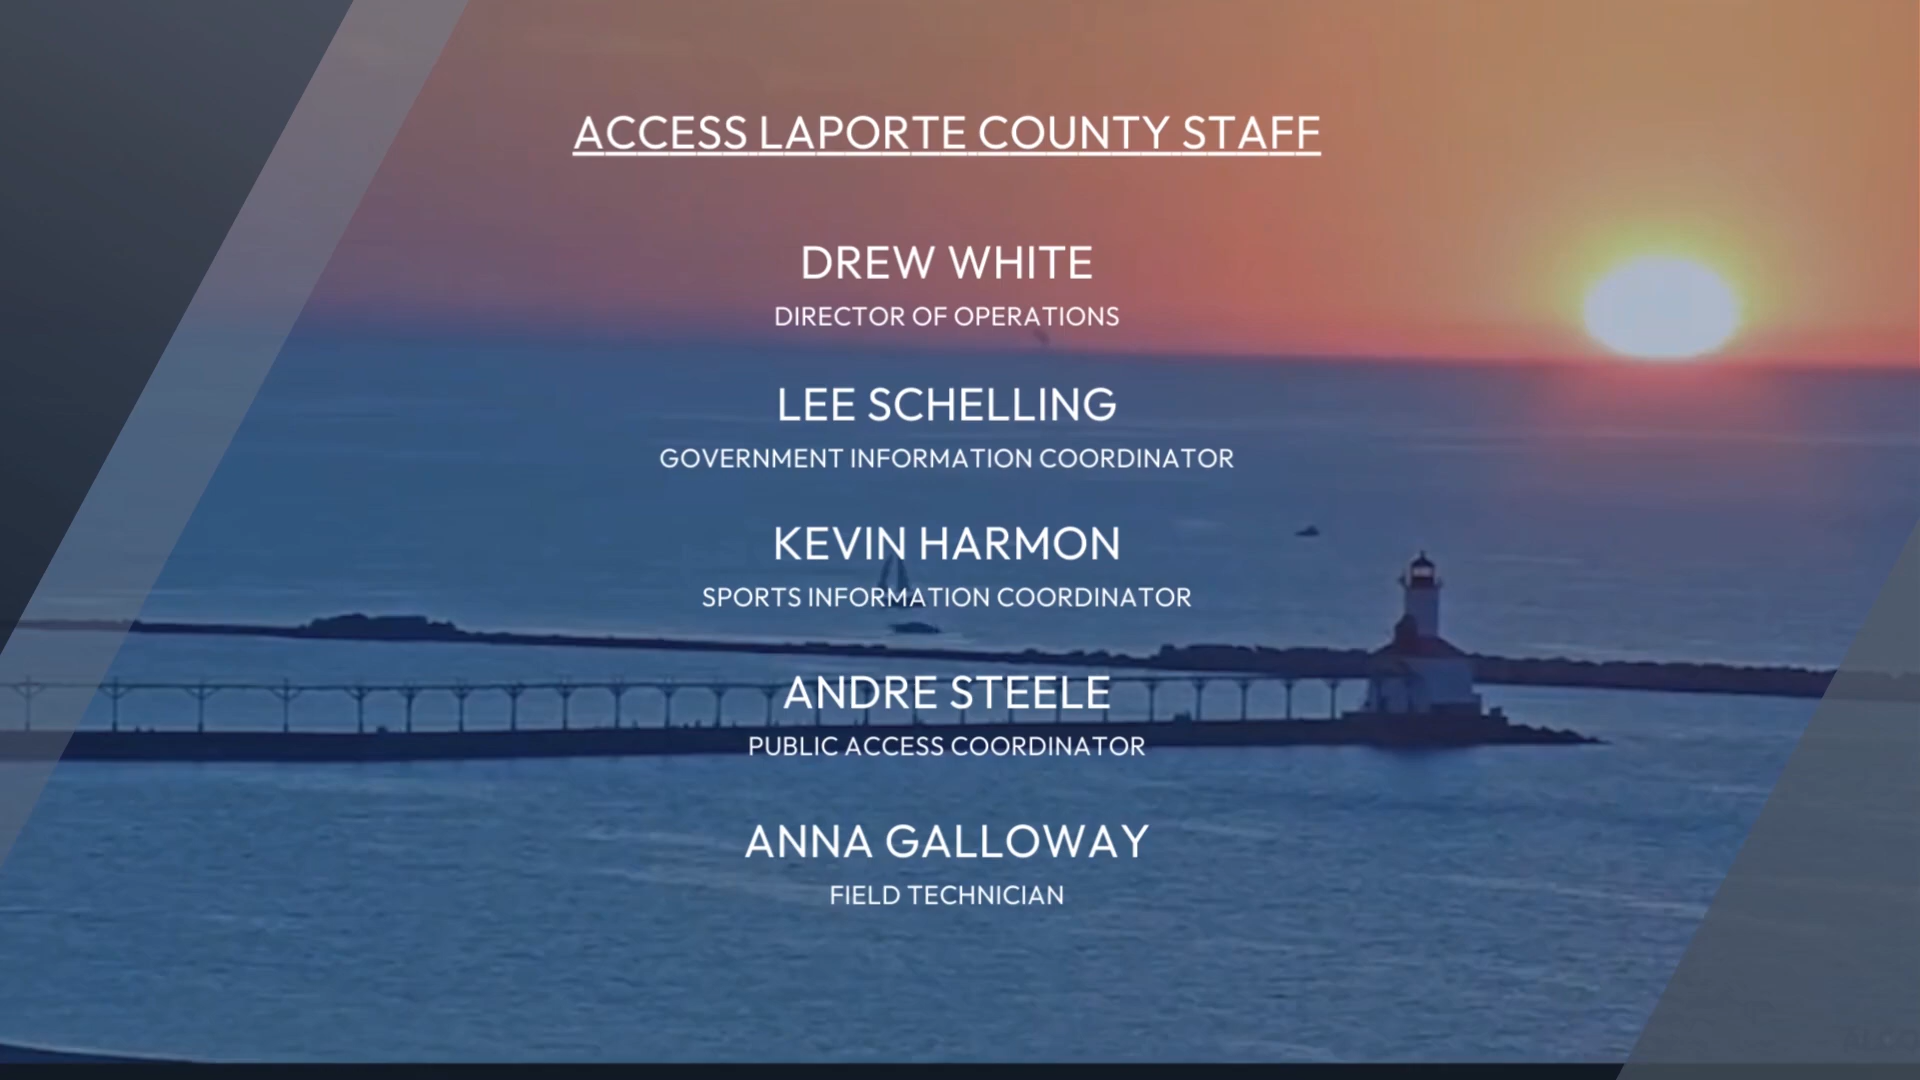 ACCESS LAPORTE COUNTY STAFF
DREW WHITE
DIRECTOR OF OPERATIONS
LEE SCHELLING
GOVERNMENT INFORMATION COORDINATOR
KEVIN HARMON
SPORTS INFORMATION COORDINATOR
ANDRE STEELE
PUBLIC ACCESS COORDINATOR
ANNA GALLOWAY
FIELD TECHNICIAN